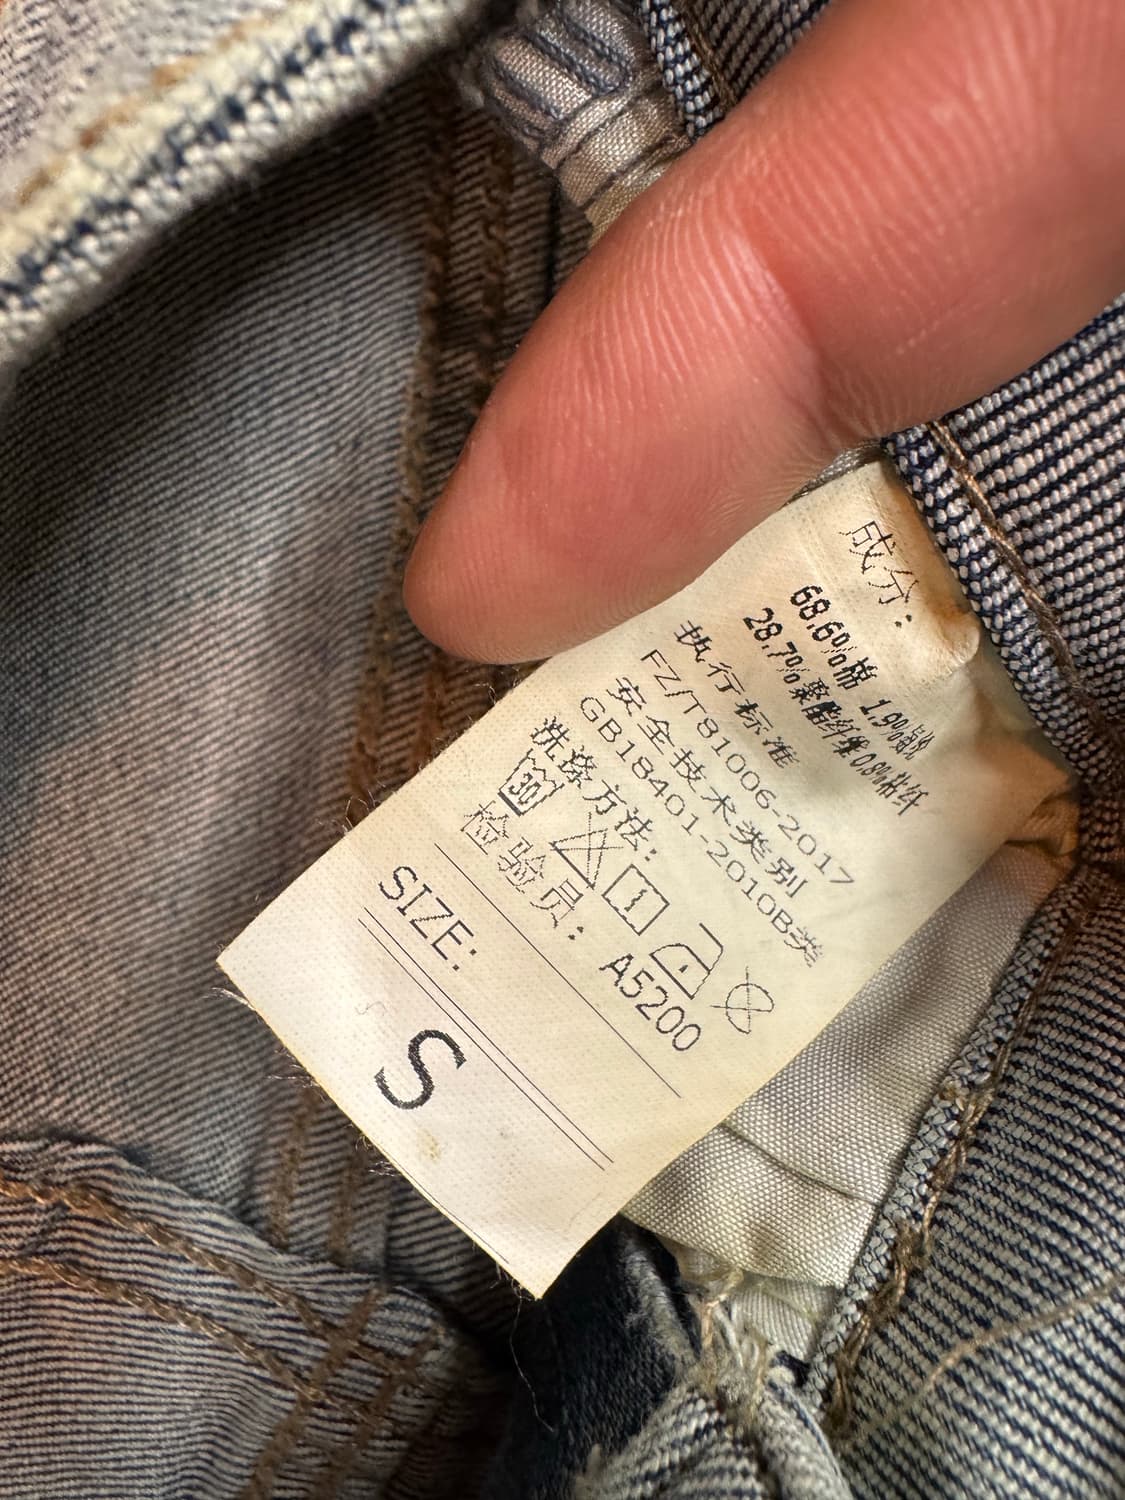 成分：
68.6%棉 1.9%氨纶
28.7%聚酯纤维 0.8%粘纤
执行标准
FZ/T81006-2017
安全技术类别
GB18401-2010B类
洗涤方法：
30
检验员：A5200
SIZE:
S